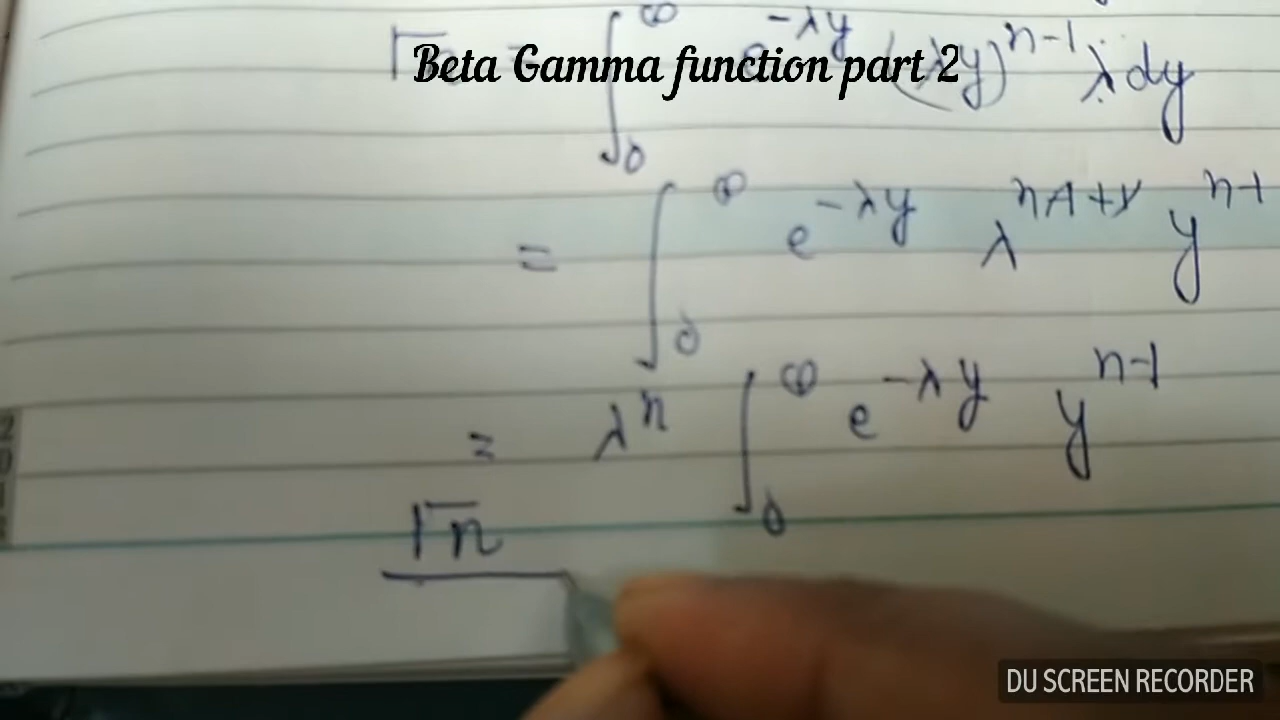 Beta Gamma function part 2
Γn = ∫₀^∞ e^{-λy} (λy)^{n-1} λ dy
= ∫₀^∞ e^{-λy} λ^{n-1+1} y^{n-1}
= λⁿ ∫₀^∞ e^{-λy} y^{n-1}
Γn
DU SCREEN RECORDER